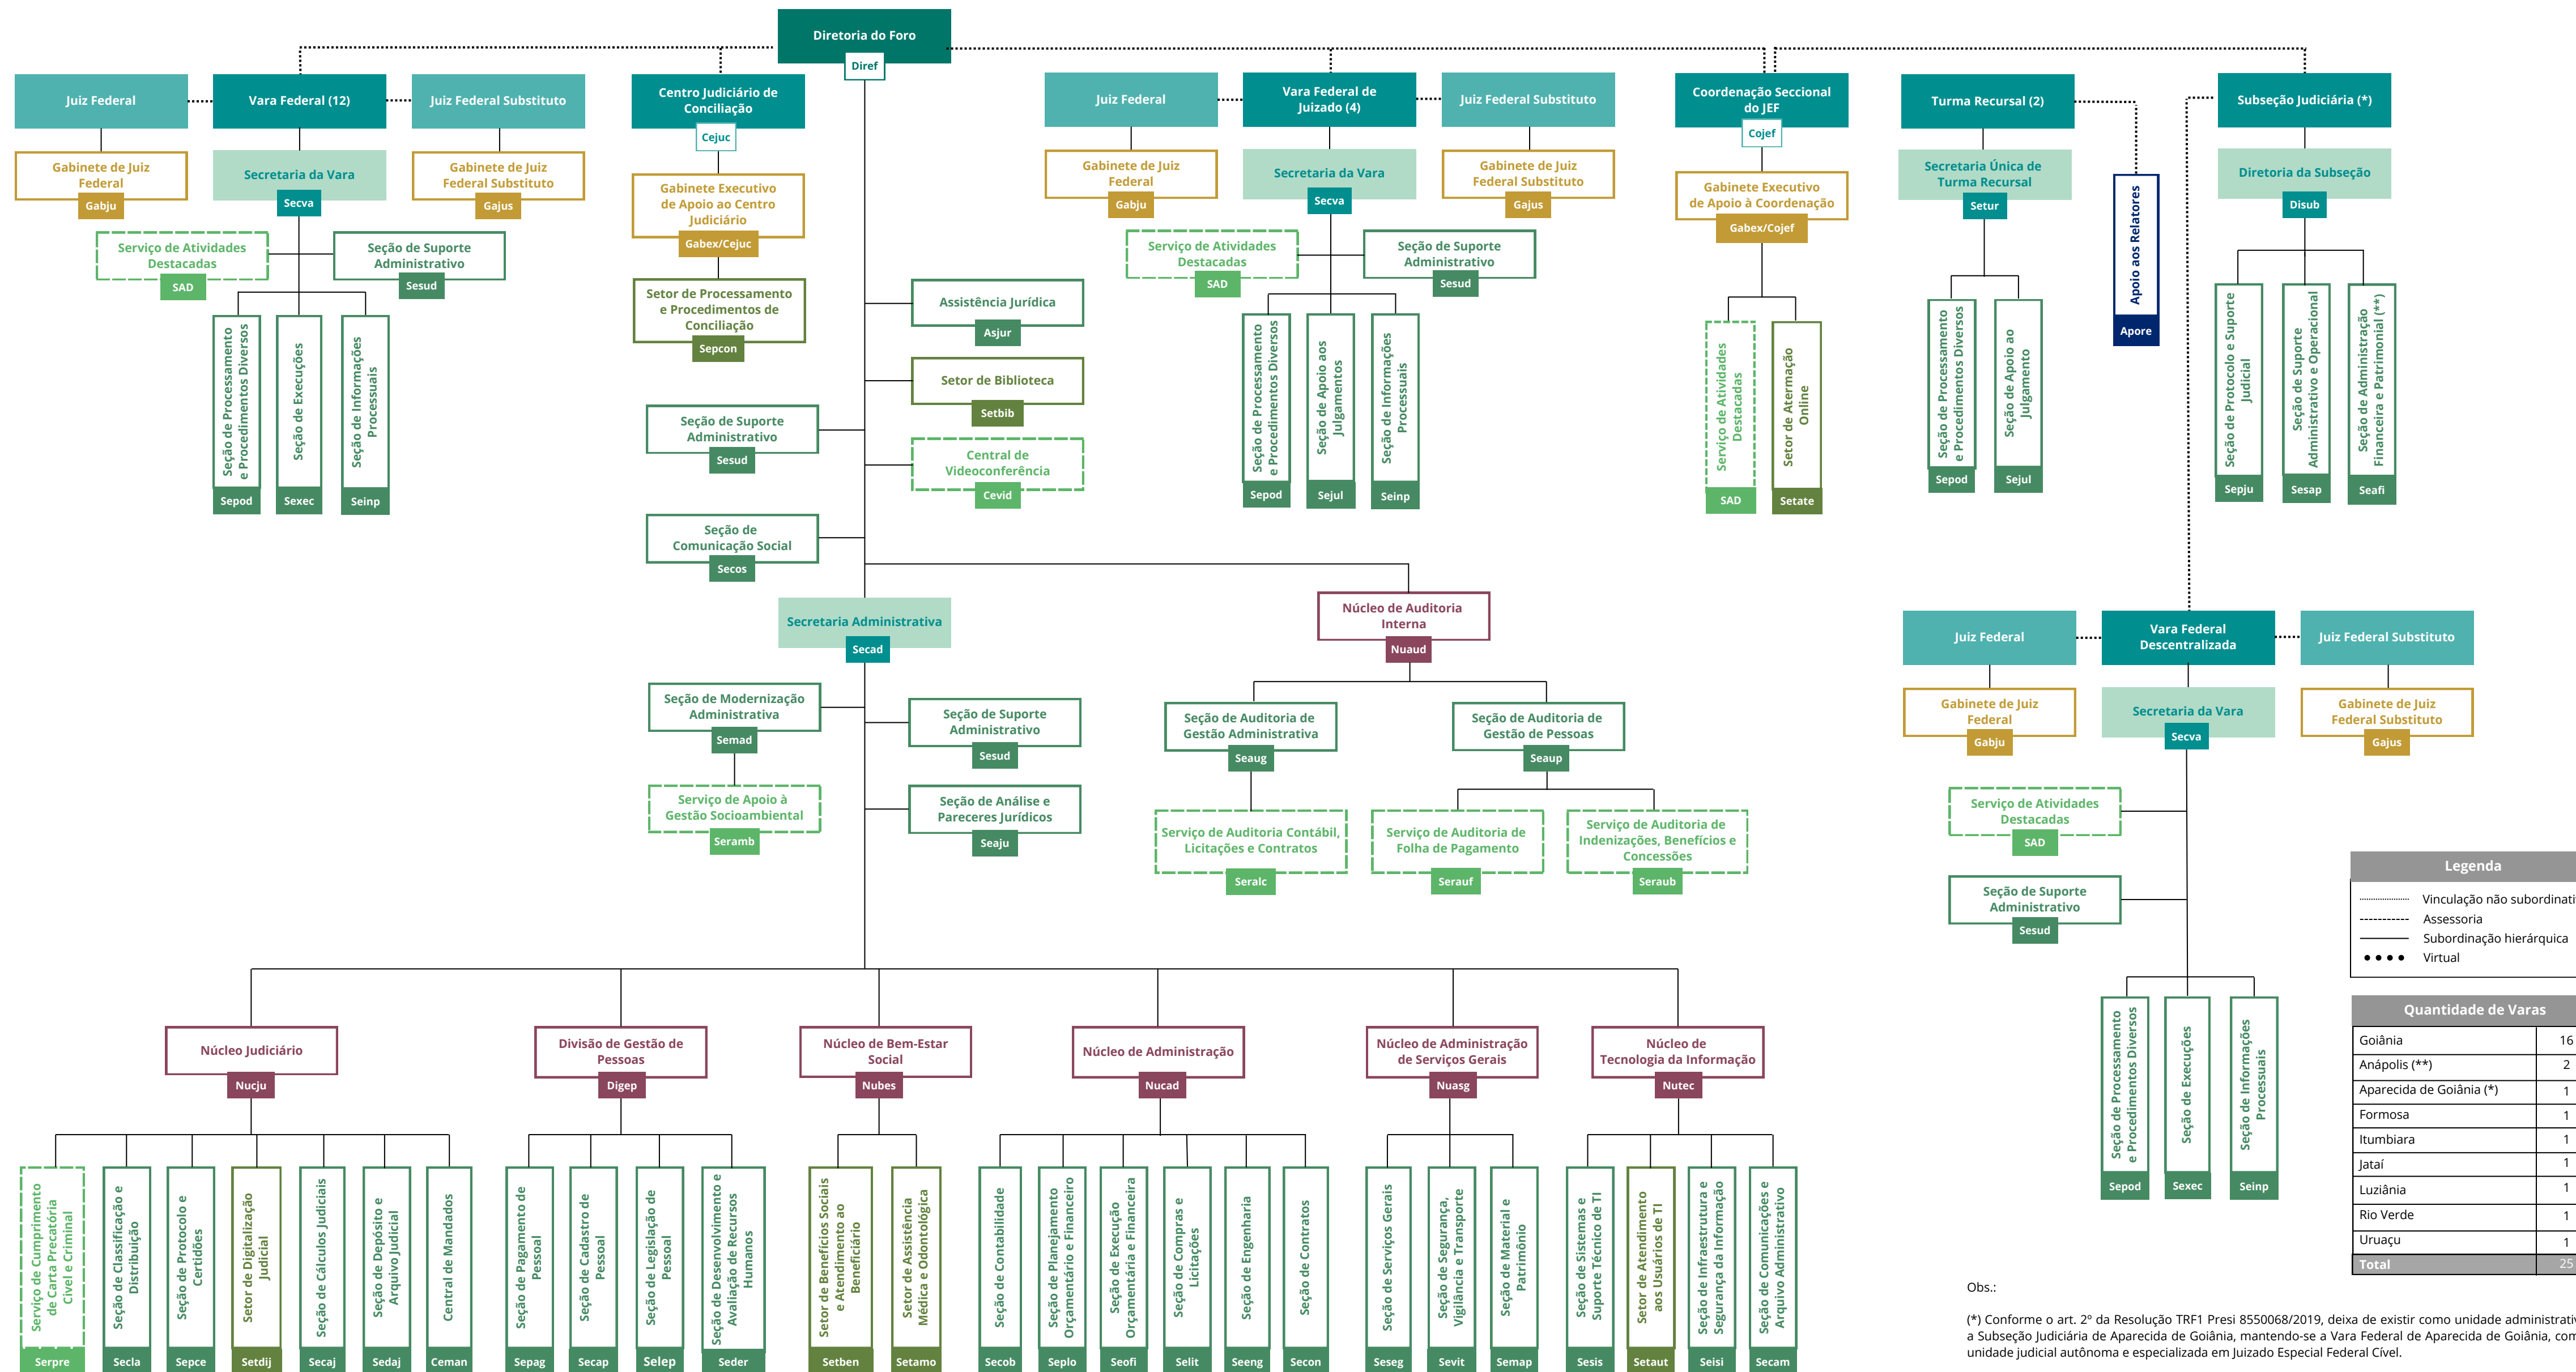 Diretoria do Foro
Diref
Juiz Federal
Vara Federal (12)
Juiz Federal Substituto
Gabinete de Juiz
Federal
Gabju
Secretaria da Vara
Secva
Gabinete de Juiz
Federal Substituto
Gajus
Serviço de Atividades
Destacadas
SAD
Seção de Suporte
Administrativo
Sesud
Seção de Processamento
e Procedimentos Diversos
Sepod
Seção de Execuções
Sexec
Seção de Informações
Processuais
Seinp
Centro Judiciário de
Conciliação
Cejuc
Gabinete Executivo
de Apoio ao Centro
Judiciário
Gabex/Cejuc
Setor de Processamento
e Procedimentos de
Conciliação
Sepcon
Assistência Jurídica
Asjur
Setor de Biblioteca
Setbib
Seção de Suporte
Administrativo
Sesud
Central de
Videoconferência
Cevid
Seção de
Comunicação Social
Secos
Juiz Federal
Vara Federal de
Juizado (4)
Juiz Federal Substituto
Gabinete de Juiz
Federal
Gabju
Secretaria da Vara
Secva
Gabinete de Juiz
Federal Substituto
Gajus
Serviço de Atividades
Destacadas
SAD
Seção de Suporte
Administrativo
Sesud
Seção de Processamento
e Procedimentos Diversos
Sepod
Seção de Apoio aos
Julgamentos
Sejul
Seção de Informações
Processuais
Seinp
Coordenação Seccional
do JEF
Cojef
Gabinete Executivo
de Apoio à Coordenação
Gabex/Cojef
Serviço de Atividades
Destacadas
SAD
Setor de Atermação
Online
Setate
Turma Recursal (2)
Secretaria Única de
Turma Recursal
Setur
Apoio aos Relatores
Apore
Seção de Processamento
e Procedimentos Diversos
Sepod
Seção de Apoio ao
Julgamento
Sejul
Subseção Judiciária (*)
Diretoria da Subseção
Disub
Seção de Protocolo e Suporte
Judicial
Sepju
Seção de Suporte
Administrativo e Operacional
Sesap
Seção de Administração
Financeira e Patrimonial (**)
Seafi
Secretaria Administrativa
Secad
Núcleo de Auditoria
Interna
Nuaud
Seção de Modernização
Administrativa
Semad
Seção de Suporte
Administrativo
Sesud
Serviço de Apoio à
Gestão Socioambiental
Seramb
Seção de Análise e
Pareceres Jurídicos
Seaju
Seção de Auditoria de
Gestão Administrativa
Seaug
Seção de Auditoria de
Gestão de Pessoas
Seaup
Serviço de Auditoria Contábil,
Licitações e Contratos
Seralc
Serviço de Auditoria de
Folha de Pagamento
Serauf
Serviço de Auditoria de
Indenizações, Benefícios e
Concessões
Seraub
Juiz Federal
Vara Federal
Descentralizada
Juiz Federal Substituto
Gabinete de Juiz
Federal
Gabju
Secretaria da Vara
Secva
Gabinete de Juiz
Federal Substituto
Gajus
Serviço de Atividades
Destacadas
SAD
Seção de Suporte
Administrativo
Sesud
Seção de Processamento
e Procedimentos Diversos
Sepod
Seção de Execuções
Sexec
Seção de Informações
Processuais
Seinp
Núcleo Judiciário
Nucju
Divisão de Gestão de
Pessoas
Digep
Núcleo de Bem-Estar
Social
Nubes
Núcleo de Administração
Nucad
Núcleo de Administração
de Serviços Gerais
Nuasg
Núcleo de
Tecnologia da Informação
Nutec
Serviço de Cumprimento
de Carta Precatória
Cível e Criminal
Serpre
Seção de Classificação e
Distribuição
Secla
Seção de Protocolo e
Certidões
Sepce
Setor de Digitalização
Judicial
Setdij
Seção de Cálculos Judiciais
Secaj
Seção de Depósito e
Arquivo Judicial
Sedaj
Central de Mandados
Ceman
Seção de Pagamento de
Pessoal
Sepag
Seção de Cadastro de
Pessoal
Secap
Seção de Legislação de
Pessoal
Selep
Seção de Desenvolvimento e
Avaliação de Recursos
Humanos
Seder
Setor de Benefícios Sociais
e Atendimento ao
Beneficiário
Setben
Setor de Assistência
Médica e Odontológica
Setamo
Seção de Contabilidade
Secob
Seção de Planejamento
Orçamentário e Financeiro
Seplo
Seção de Execução
Orçamentária e Financeira
Seofi
Seção de Compras e
Licitações
Selit
Seção de Engenharia
Seeng
Seção de Contratos
Secon
Seção de Serviços Gerais
Seseg
Seção de Segurança,
Vigilância e Transporte
Sevit
Seção de Material e
Patrimônio
Semap
Seção de Sistemas e
Suporte Técnico de TI
Sesis
Setor de Atendimento
aos Usuários de TI
Setaut
Seção de Infraestrutura e
Segurança da Informação
Seisi
Seção de Comunicações e
Arquivo Administrativo
Secam
Legenda
Vinculação não subordinati
Assessoria
Subordinação hierárquica
Virtual
Quantidade de Varas
Goiânia 16
Anápolis (**) 2
Aparecida de Goiânia (*) 1
Formosa 1
Itumbiara 1
Jataí 1
Luziânia 1
Rio Verde 1
Uruaçu 1
Total 25
Obs.:
(*) Conforme o art. 2º da Resolução TRF1 Presi 8550068/2019, deixa de existir como unidade administrativ
a Subseção Judiciária de Aparecida de Goiânia, mantendo-se a Vara Federal de Aparecida de Goiânia, com
unidade judicial autônoma e especializada em Juizado Especial Federal Cível.